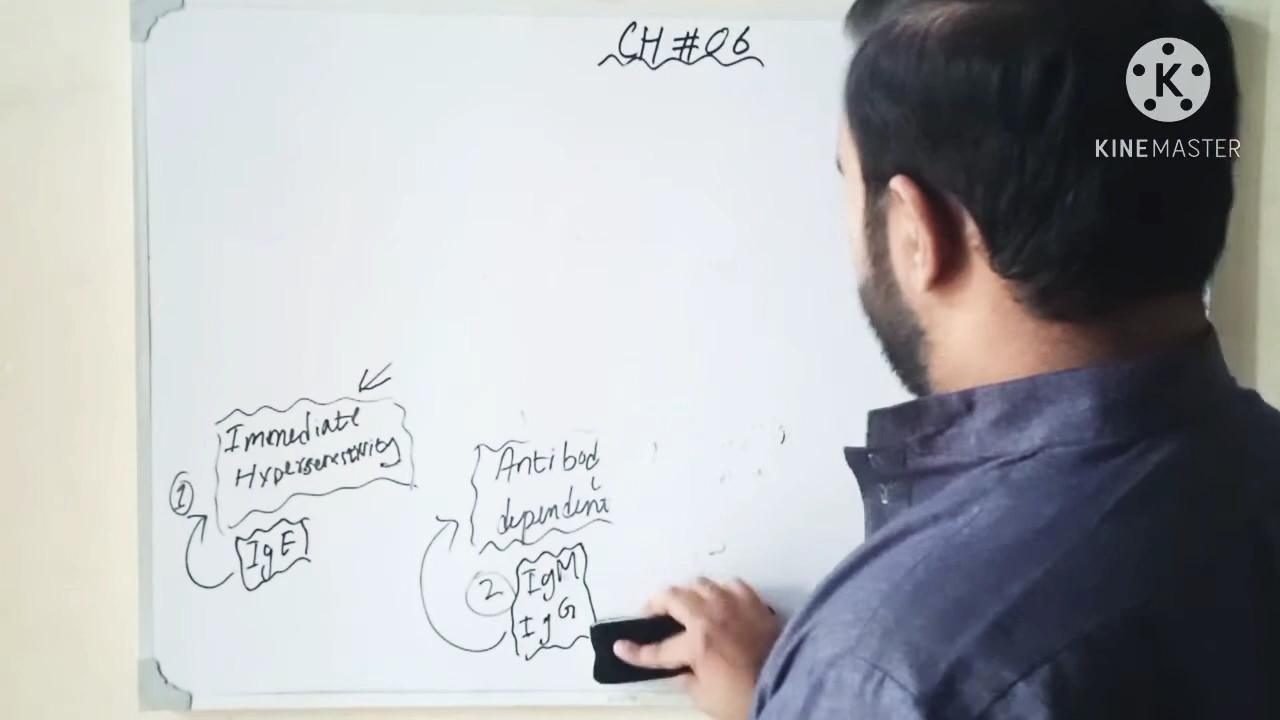 CH #06
K
KINEMASTER
Immediate
Hypersensitivity
1
IgE
Antibod
dependent
2
IgM
IgG